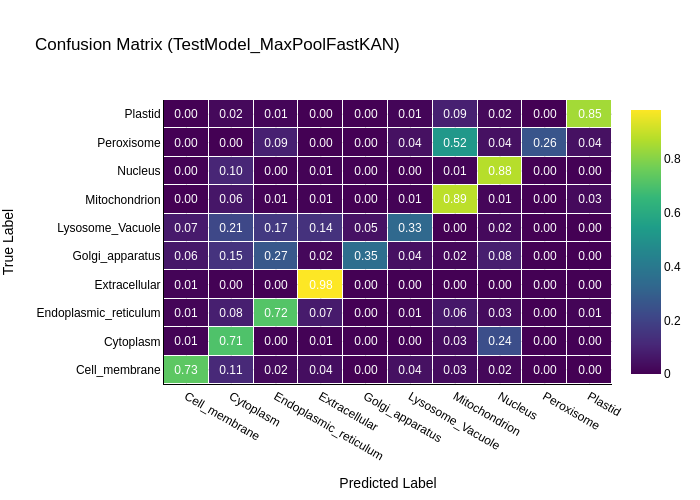 Confusion Matrix (TestModel_MaxPoolFastKAN)
True Label
Plastid 0.00 0.02 0.01 0.00 0.00 0.01 0.09 0.02 0.00 0.85
Peroxisome 0.00 0.00 0.09 0.00 0.00 0.04 0.52 0.04 0.26 0.04
Nucleus 0.00 0.10 0.00 0.01 0.00 0.00 0.01 0.88 0.00 0.00
Mitochondrion 0.00 0.06 0.01 0.01 0.00 0.01 0.89 0.01 0.00 0.03
Lysosome_Vacuole 0.07 0.21 0.17 0.14 0.05 0.33 0.00 0.02 0.00 0.00
Golgi_apparatus 0.06 0.15 0.27 0.02 0.35 0.04 0.02 0.08 0.00 0.00
Extracellular 0.01 0.00 0.00 0.98 0.00 0.00 0.00 0.00 0.00 0.00
Endoplasmic_reticulum 0.01 0.08 0.72 0.07 0.00 0.01 0.06 0.03 0.00 0.01
Cytoplasm 0.01 0.71 0.00 0.01 0.00 0.00 0.03 0.24 0.00 0.00
Cell_membrane 0.73 0.11 0.02 0.04 0.00 0.04 0.03 0.02 0.00 0.00
Cell_membrane
Cytoplasm
Endoplasmic_reticulum
Extracellular
Golgi_apparatus
Lysosome_Vacuole
Mitochondrion
Nucleus
Peroxisome
Plastid
Predicted Label
0.8
0.6
0.4
0.2
0